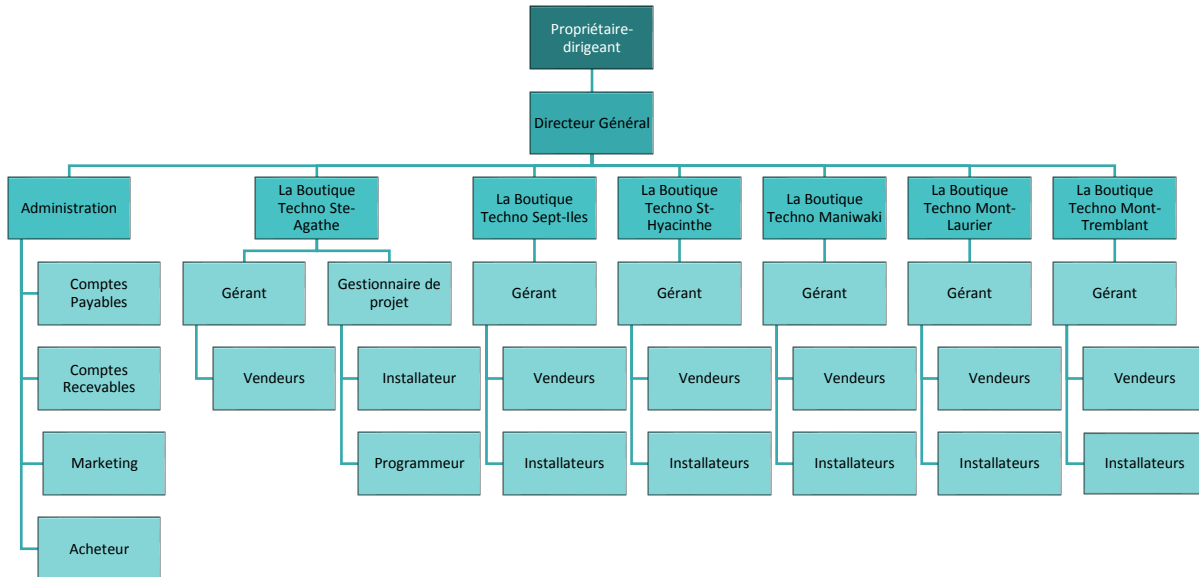 Propriétaire-
dirigeant
Directeur Général
Administration
La Boutique
Techno Ste-
Agathe
La Boutique
Techno Sept-Iles
La Boutique
Techno St-
Hyacinthe
La Boutique
Techno Maniwaki
La Boutique
Techno Mont-
Laurier
La Boutique
Techno Mont-
Tremblant
Comptes
Payables
Gérant
Gestionnaire de
projet
Gérant
Gérant
Gérant
Gérant
Gérant
Comptes
Recevables
Vendeurs
Installateur
Vendeurs
Vendeurs
Vendeurs
Vendeurs
Vendeurs
Marketing
Programmeur
Installateurs
Installateurs
Installateurs
Installateurs
Installateurs
Acheteur